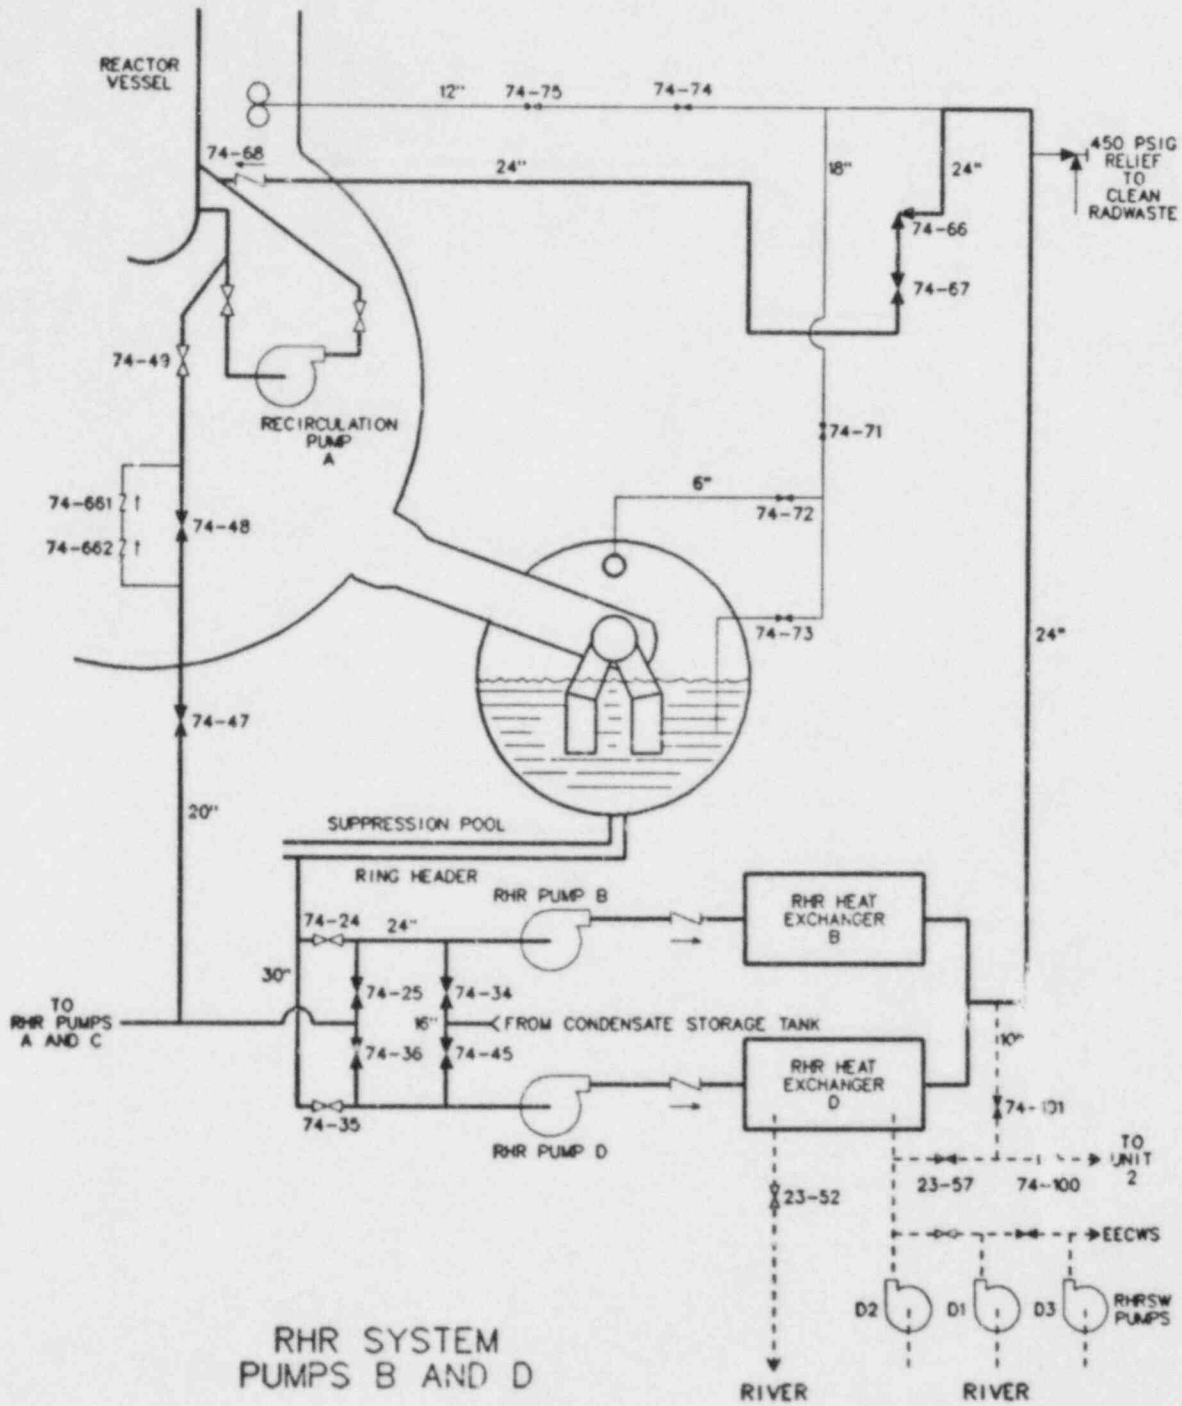 REACTOR
VESSEL
12"
74-75
74-74
450 PSIG
RELIEF
TO
CLEAN
RADWASTE
74-68
24"
18"
24"
74-66
74-67
74-49
RECIRCULATION
PUMP
A
74-71
6"
74-72
74-661
74-48
74-662
74-73
24"
74-47
20"
SUPPRESSION POOL
RING HEADER
RHR PUMP B
RHR HEAT
EXCHANGER
B
74-24
24"
30"
74-25
74-34
TO
RHR PUMPS
A AND C
16"
FROM CONDENSATE STORAGE TANK
74-36
74-45
10"
RHR HEAT
EXCHANGER
D
74-35
RHR PUMP D
74-101
TO
UNIT
2
23-57
74-100
23-52
EECWS
D2
D1
D3
RHRSW
PUMPS
RHR SYSTEM
PUMPS B AND D
RIVER
RIVER